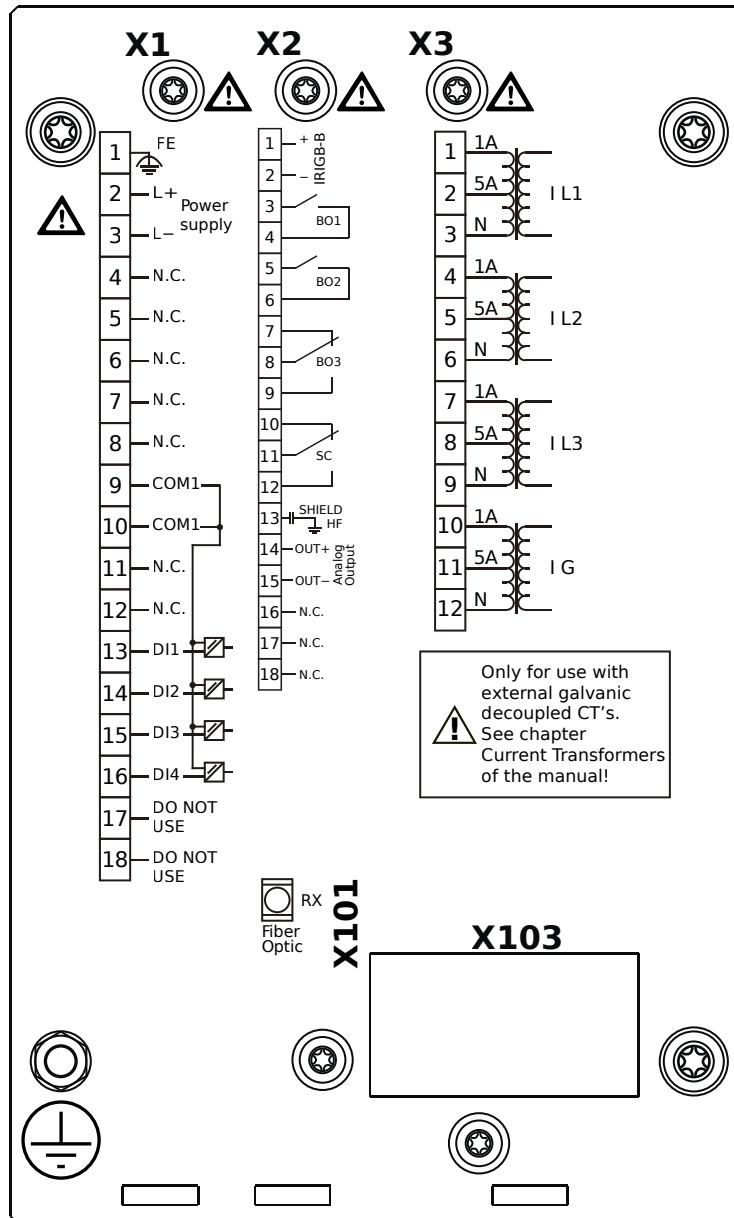 X1
X2
X3
1 FE
2 L+
Power
supply
3 L−
4 N.C.
5 N.C.
6 N.C.
7 N.C.
8 N.C.
9 COM1
10 COM1
11 N.C.
12 N.C.
13 DI1
14 DI2
15 DI3
16 DI4
17 DO NOT
USE
18 DO NOT
USE
1 +
2 −
IRIGB-B
3
BO1
4
5
BO2
6
7
8 BO3
9
10
11 SC
12
13 SHIELD
HF
14 OUT+
15 OUT−
Analog
Output
16 N.C.
17 N.C.
18 N.C.
1 1A
2 5A I L1
3 N
4 1A
5 5A I L2
6 N
7 1A
8 5A I L3
9 N
10 1A
11 5A I G
12 N
Only for use with
external galvanic
decoupled CT's.
See chapter
Current Transformers
of the manual!
RX
Fiber
Optic
X101
X103